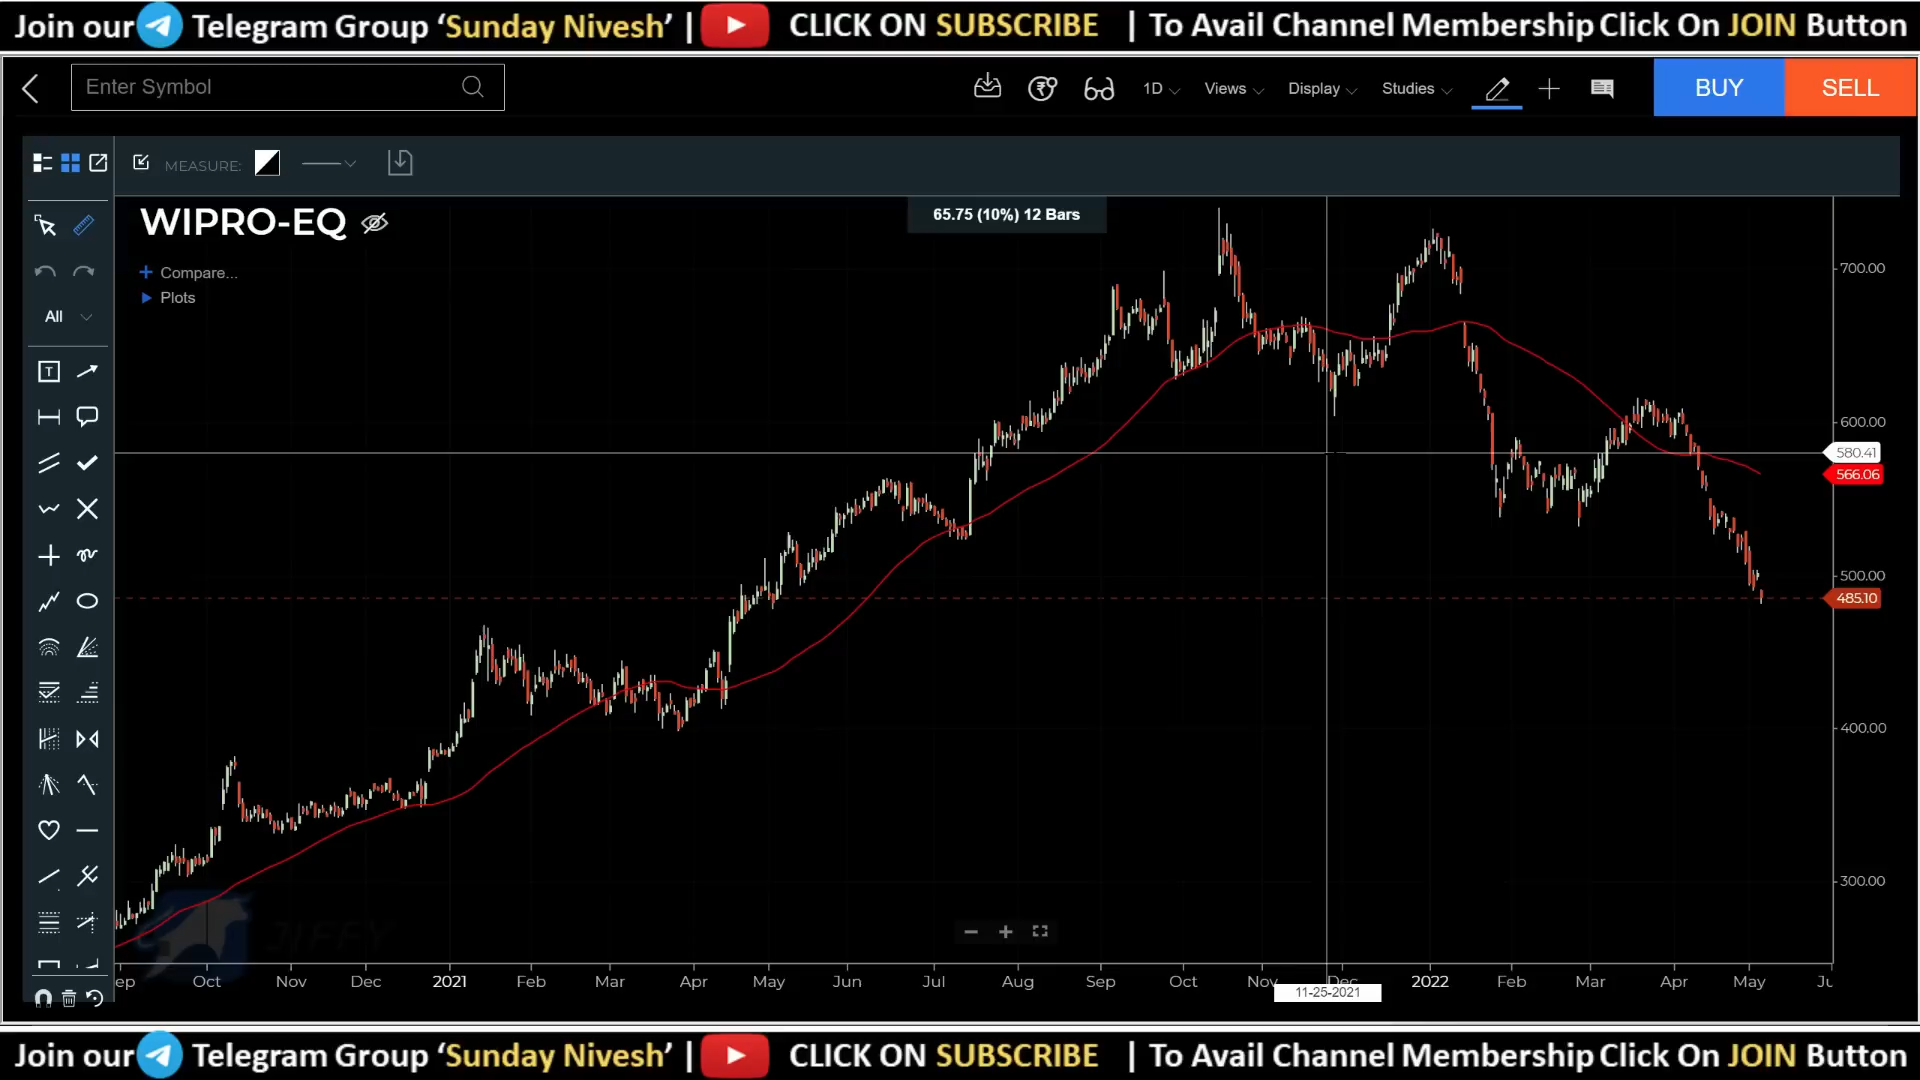 Join our Telegram Group ‘Sunday Nivesh’ | CLICK ON SUBSCRIBE | To Avail Channel Membership Click On JOIN Button
Enter Symbol
1D Views Display Studies BUY SELL
MEASURE:
65.75 (10%) 12 Bars
WIPRO-EQ
Compare...
Plots
All
T
700.00
600.00
580.41
566.06
500.00
485.10
400.00
300.00
JIFFY
ep Oct Nov Dec 2021 Feb Mar Apr May Jun Jul Aug Sep Oct Nov Dec 2022 Feb Mar Apr May Ju
11-25-2021
Join our Telegram Group ‘Sunday Nivesh’ | CLICK ON SUBSCRIBE | To Avail Channel Membership Click On JOIN Button